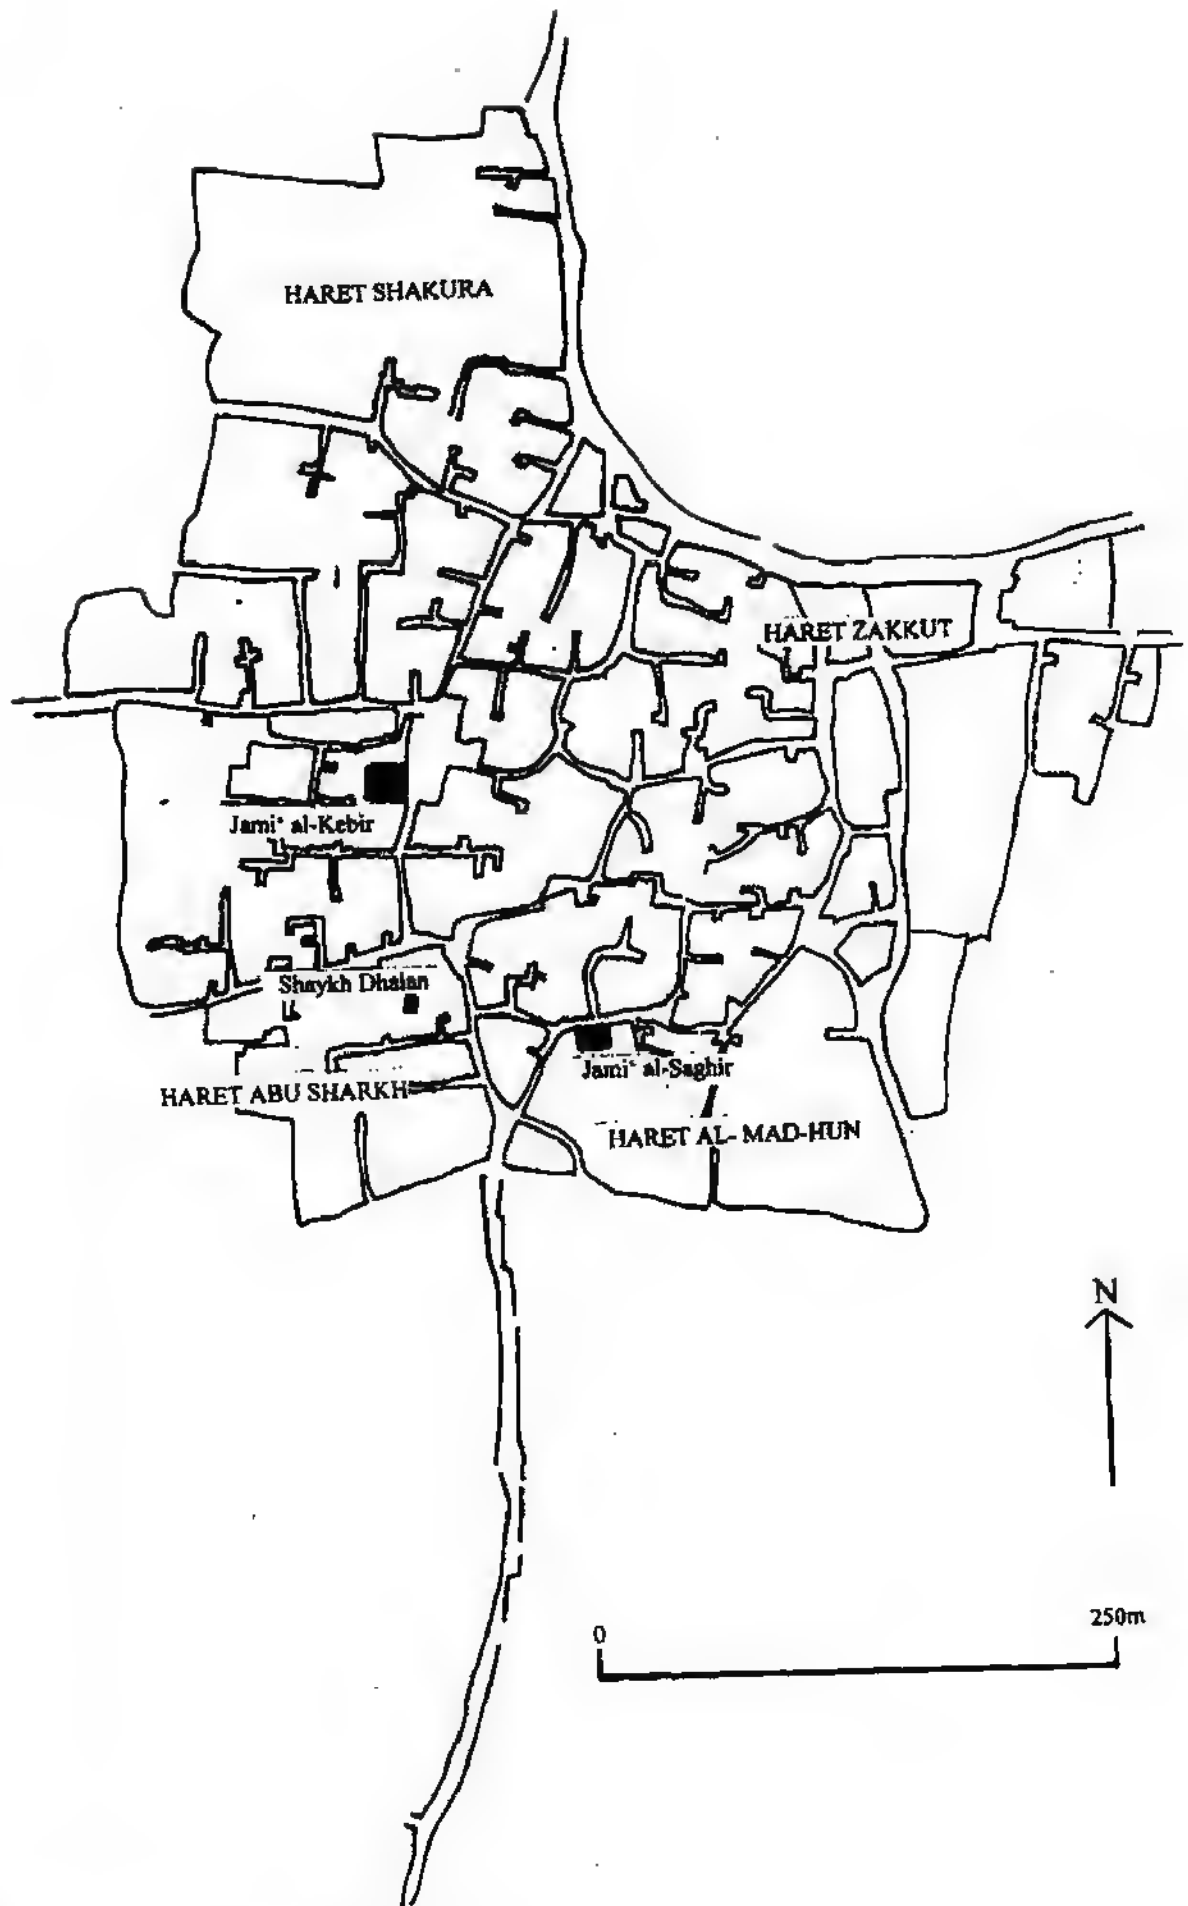 HARET SHAKURA
HARET ZAKKUT
Jami‘ al-Kebir
Shaykh Dhalan
Jami‘ al-Saghir
HARET ABU SHARKH
HARET AL- MAD-HUN
N
0
250m